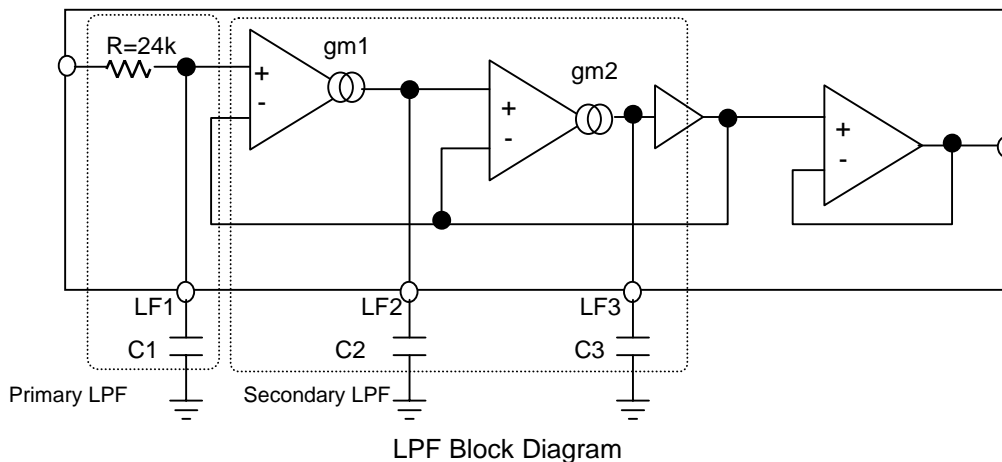 R=24k
gm1
gm2
+
-
+
-
+
-
LF1
LF2
LF3
C1
C2
C3
Primary LPF
Secondary LPF
LPF Block Diagram